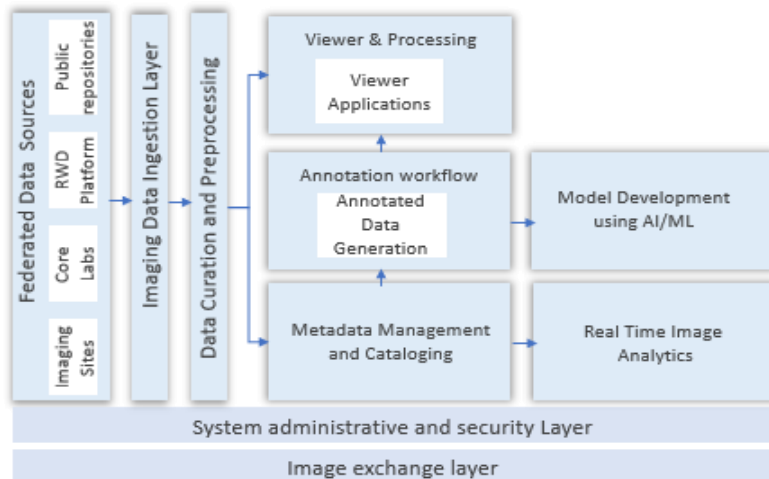 Federated Data Sources
Public
repositories
RWD
Platform
Core
Labs
Imaging
Sites
Imaging Data Ingestion Layer
Data Curation and Preprocessing
Viewer & Processing
Viewer
Applications
Annotation workflow
Annotated
Data
Generation
Metadata Management
and Cataloging
Model Development
using AI/ML
Real Time Image
Analytics
System administrative and security Layer
Image exchange layer